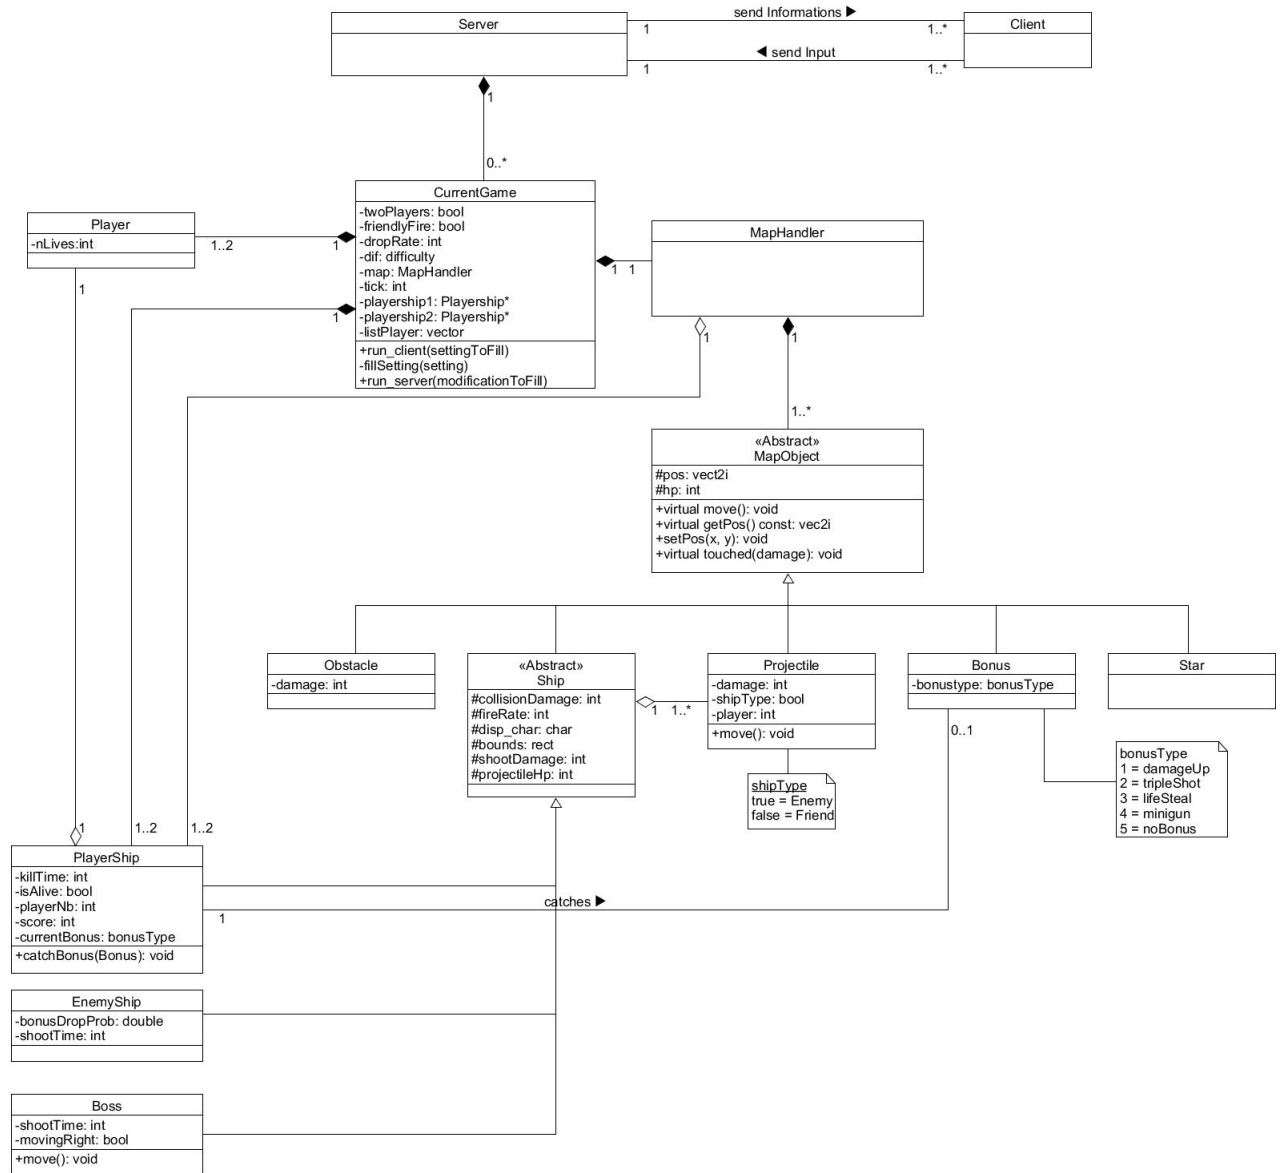 Server
send Informations ▶
1
1..*
Client
◀ send Input
1
1..*
1
0..*
CurrentGame
-twoPlayers: bool
-friendlyFire: bool
-dropRate: int
-dif: difficulty
-map: MapHandler
-tick: int
-playership1: Playership*
-playership2: Playership*
-listPlayer: vector
+run_client(settingToFill)
-fillSetting(setting)
+run_server(modificationToFill)
Player
-nLives:int
1..2
1
1
1
MapHandler
1
1
1
1
1..*
«Abstract»
MapObject
#pos: vect2i
#hp: int
+virtual move(): void
+virtual getPos() const: vec2i
+setPos(x, y): void
+virtual touched(damage): void
Obstacle
-damage: int
«Abstract»
Ship
#collisionDamage: int
#fireRate: int
#disp_char: char
#bounds: rect
#shootDamage: int
#projectileHp: int
1
1..*
Projectile
-damage: int
-shipType: bool
-player: int
+move(): void
shipType
true = Enemy
false = Friend
Bonus
-bonustype: bonusType
0..1
Star
bonusType
1 = damageUp
2 = tripleShot
3 = lifeSteal
4 = minigun
5 = noBonus
1
1..2
1..2
PlayerShip
-killTime: int
-isAlive: bool
-playerNb: int
-score: int
-currentBonus: bonusType
+catchBonus(Bonus): void
1
catches ▶
EnemyShip
-bonusDropProb: double
-shootTime: int
Boss
-shootTime: int
-movingRight: bool
+move(): void